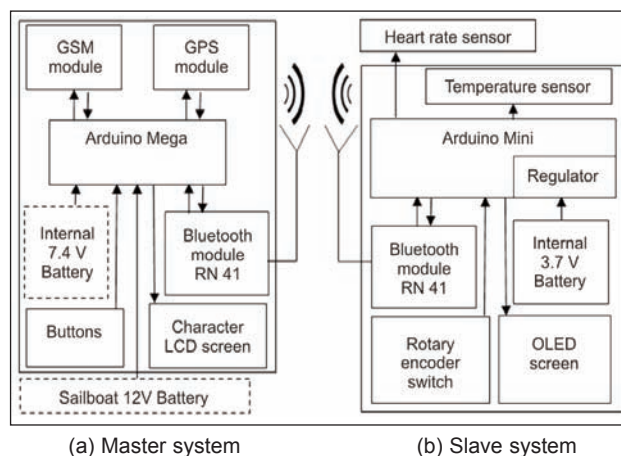 GSM
module
GPS
module
Arduino Mega
Internal
7.4 V
Battery
Bluetooth
module
RN 41
Buttons
Character
LCD screen
Sailboat 12V Battery
(a) Master system
Heart rate sensor
Temperature sensor
Arduino Mini
Regulator
Bluetooth
module
RN 41
Internal
3.7 V
Battery
Rotary
encoder
switch
OLED
screen
(b) Slave system